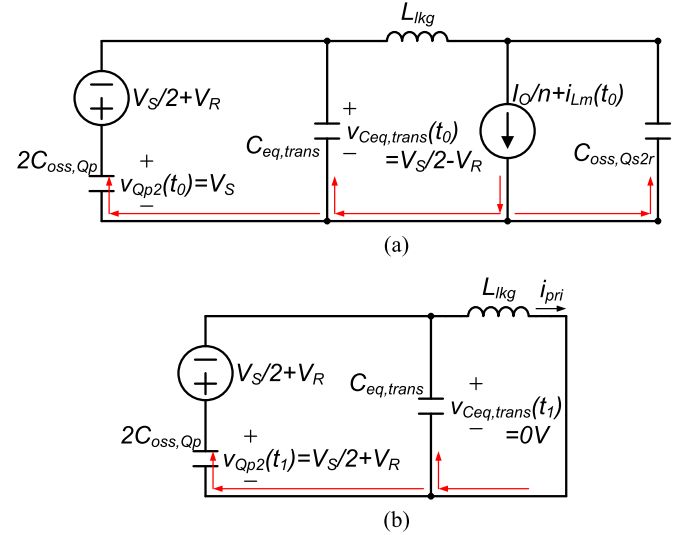 L_lkg
V_S/2+V_R
I_O/n+i_Lm(t_0)
+
v_Ceq,trans(t_0)
−
=V_S/2-V_R
C_eq,trans
C_oss,Qs2r
2C_oss,Qp
+
v_Qp2(t_0)=V_S
−
(a)
L_lkg
i_pri
V_S/2+V_R
C_eq,trans
+
v_Ceq,trans(t_1)
−
=0V
2C_oss,Qp
+
v_Qp2(t_1)=V_S/2+V_R
−
(b)